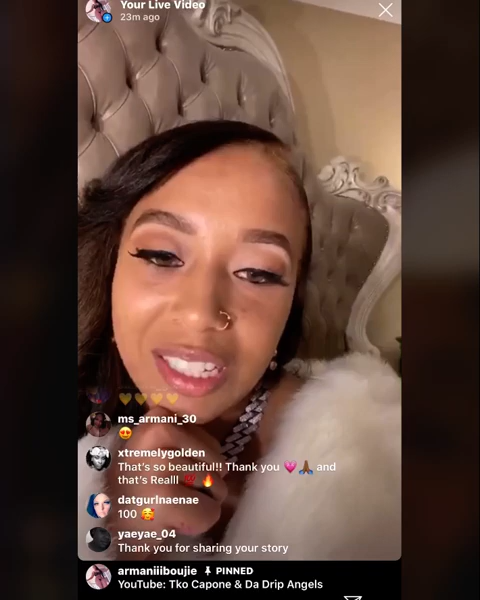 Your Live Video
23m ago
💛💛💛💛
ms_armani_30
😍
xtremelygolden
That's so beautiful!! Thank you 💗🙏🏾 and
that's Realll 💯 🔥
datgurlnaenae
100 🥰
yaeyae_04
Thank you for sharing your story
armaniiiboujie PINNED
YouTube: Tko Capone & Da Drip Angels